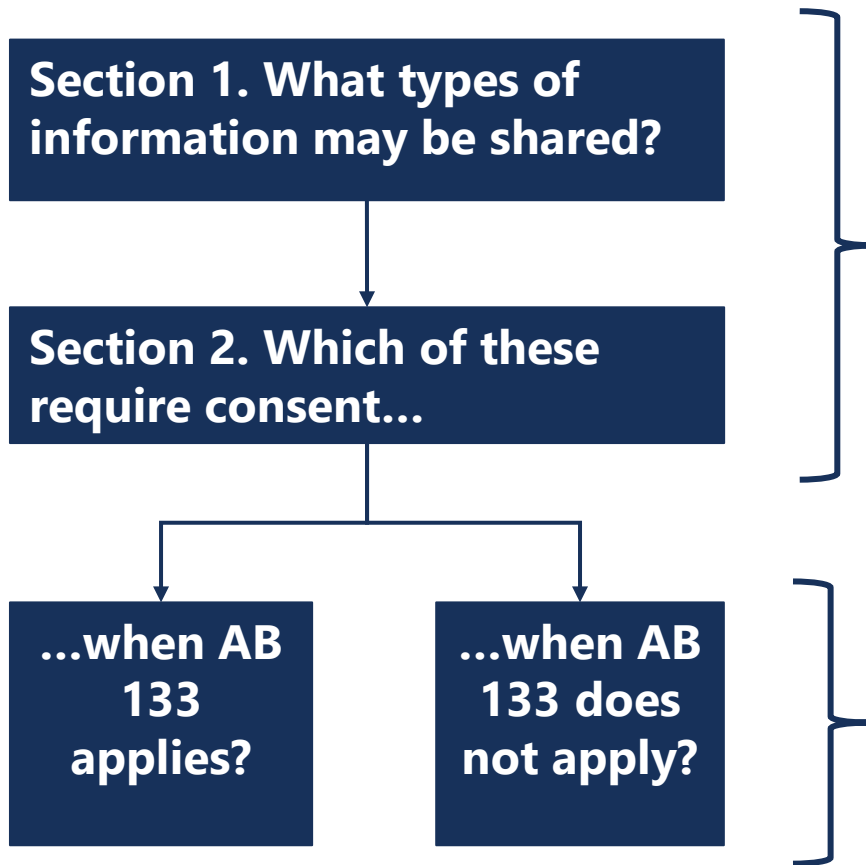 Section 1. What types of
information may be shared?
Section 2. Which of these
require consent…
…when AB
133
applies?
…when AB
133 does
not apply?